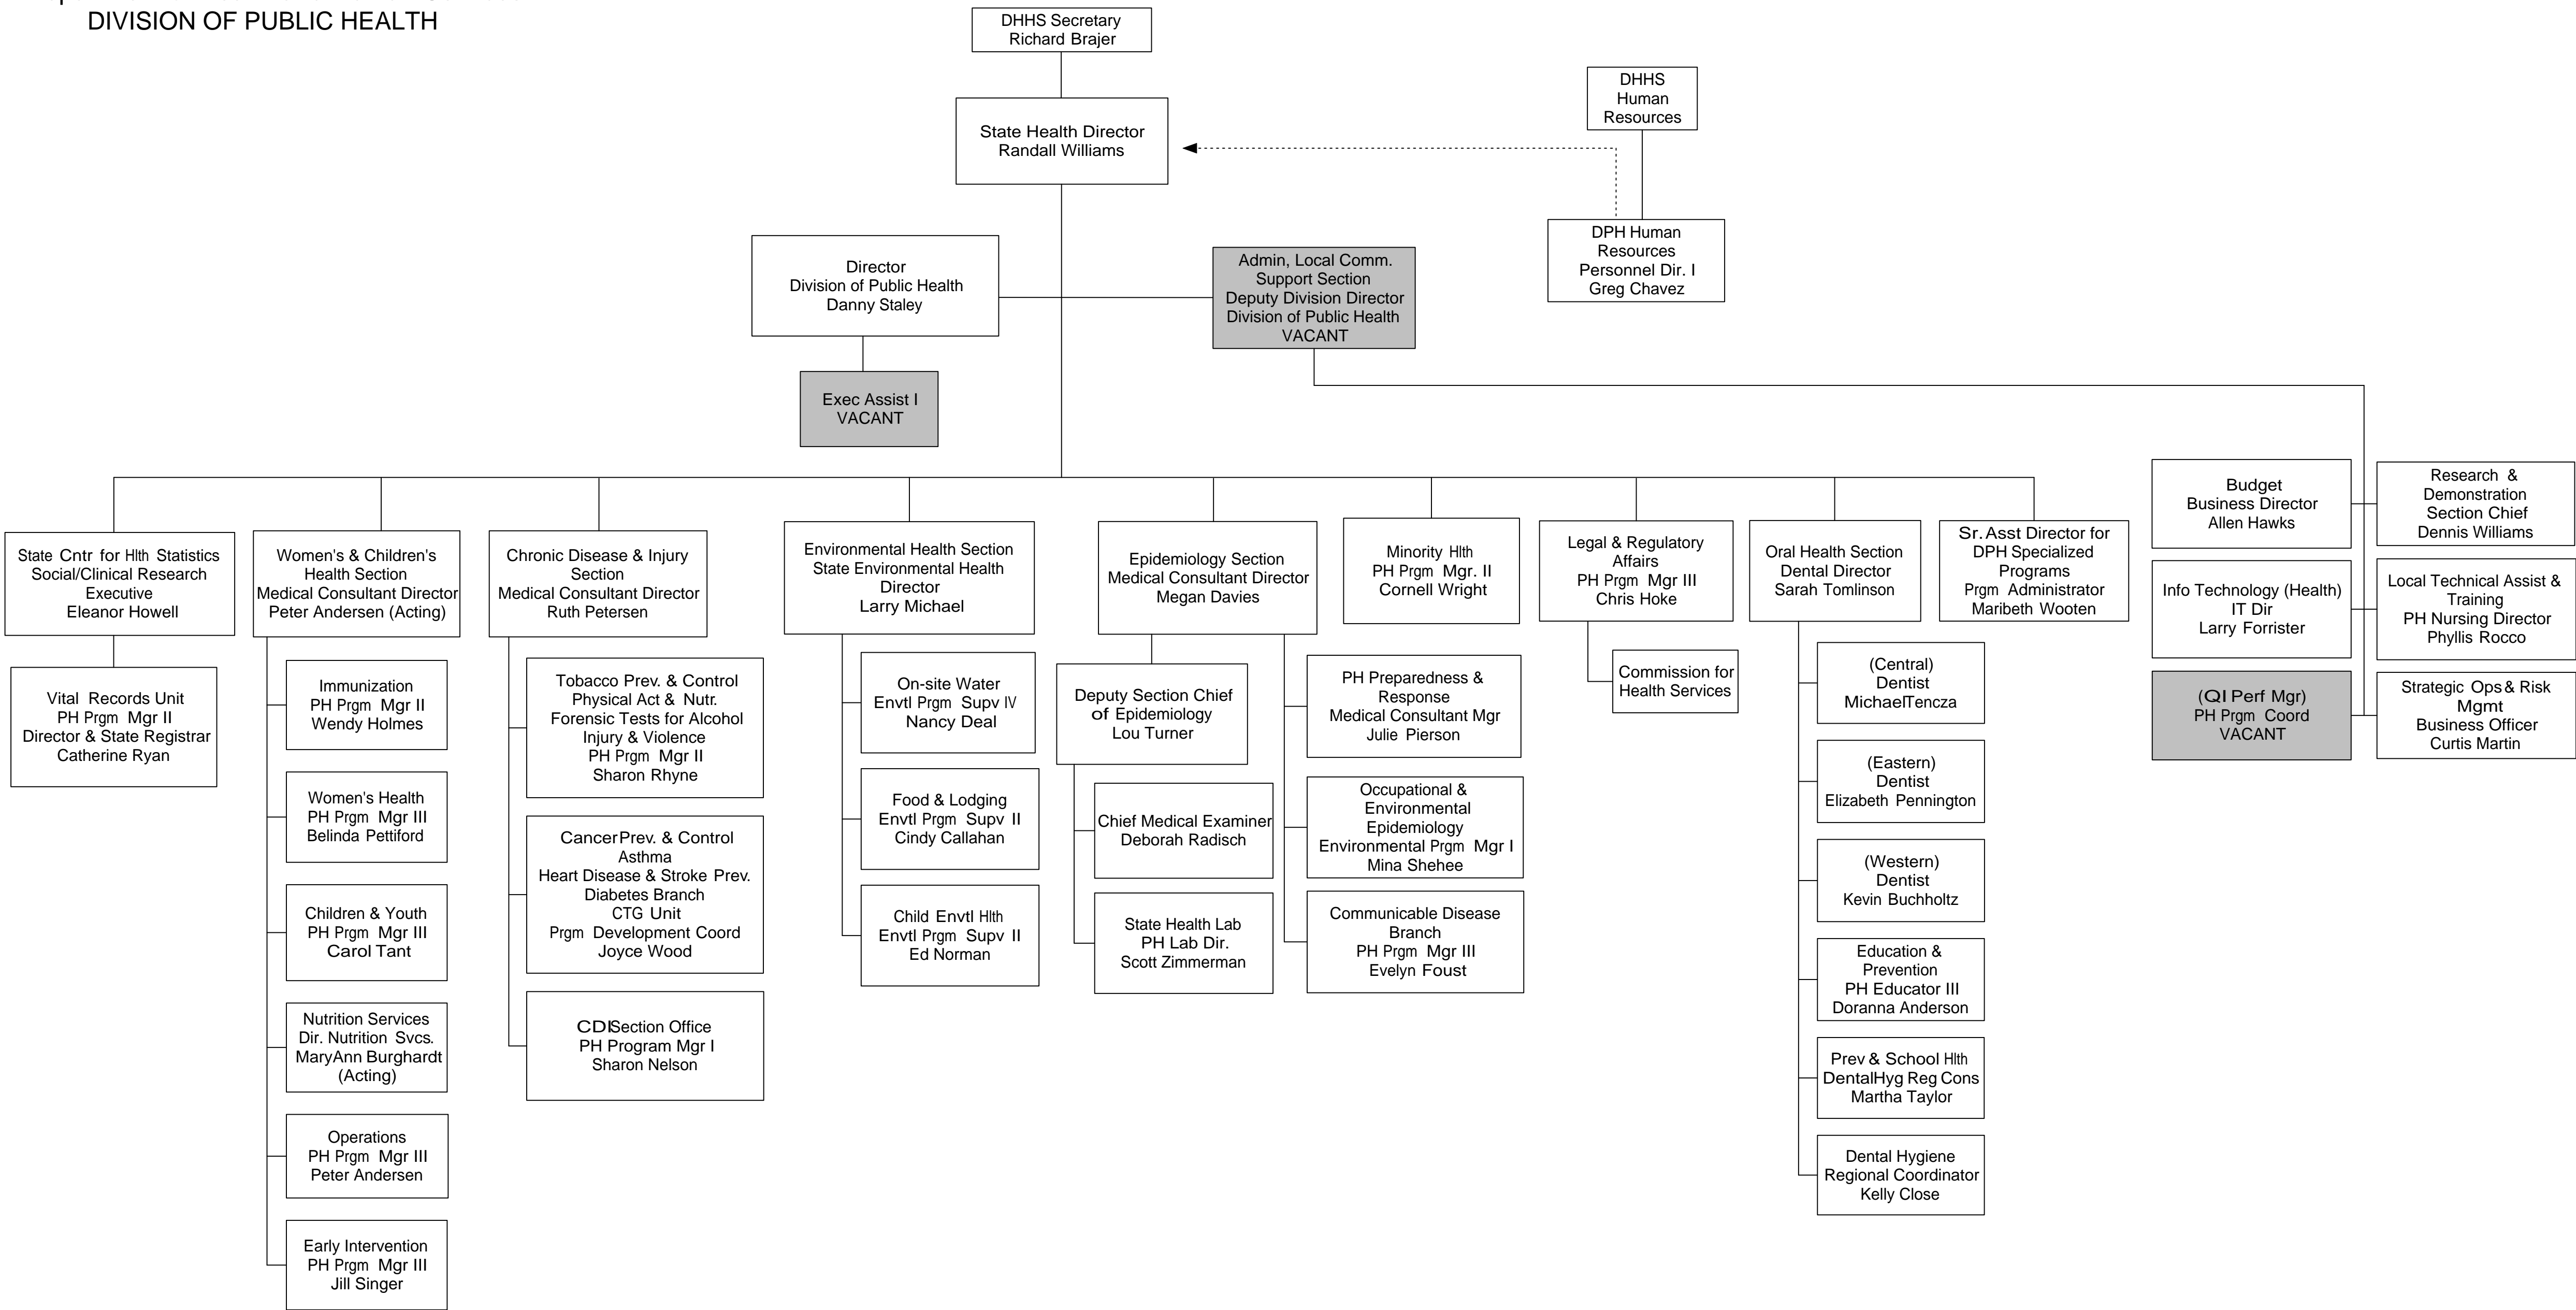 DIVISION OF PUBLIC HEALTH
DHHS Secretary
Richard Brajer
DHHS
Human
Resources
State Health Director
Randall Williams
DPH Human
Resources
Personnel Dir. I
Greg Chavez
Director
Division of Public Health
Danny Staley
Admin, Local Comm.
Support Section
Deputy Division Director
Division of Public Health
VACANT
Exec Assist I
VACANT
Budget
Business Director
Allen Hawks
Research &
Demonstration
Section Chief
Dennis Williams
Info Technology (Health)
IT Dir
Larry Forrister
Local Technical Assist &
Training
PH Nursing Director
Phyllis Rocco
(QI Perf Mgr)
PH Prgm Coord
VACANT
Strategic Ops & Risk
Mgmt
Business Officer
Curtis Martin
State Cntr for Hlth Statistics
Social/Clinical Research
Executive
Eleanor Howell
Vital Records Unit
PH Prgm Mgr II
Director & State Registrar
Catherine Ryan
Women's & Children's
Health Section
Medical Consultant Director
Peter Andersen (Acting)
Immunization
PH Prgm Mgr II
Wendy Holmes
Women's Health
PH Prgm Mgr III
Belinda Pettiford
Children & Youth
PH Prgm Mgr III
Carol Tant
Nutrition Services
Dir. Nutrition Svcs.
MaryAnn Burghardt
(Acting)
Operations
PH Prgm Mgr III
Peter Andersen
Early Intervention
PH Prgm Mgr III
Jill Singer
Chronic Disease & Injury
Section
Medical Consultant Director
Ruth Petersen
Tobacco Prev. & Control
Physical Act & Nutr.
Forensic Tests for Alcohol
Injury & Violence
PH Prgm Mgr II
Sharon Rhyne
Cancer Prev. & Control
Asthma
Heart Disease & Stroke Prev.
Diabetes Branch
CTG Unit
Prgm Development Coord
Joyce Wood
CDI Section Office
PH Program Mgr I
Sharon Nelson
Environmental Health Section
State Environmental Health
Director
Larry Michael
On-site Water
Envtl Prgm Supv IV
Nancy Deal
Food & Lodging
Envtl Prgm Supv II
Cindy Callahan
Child Envtl Hlth
Envtl Prgm Supv II
Ed Norman
Epidemiology Section
Medical Consultant Director
Megan Davies
Deputy Section Chief
of Epidemiology
Lou Turner
Chief Medical Examiner
Deborah Radisch
State Health Lab
PH Lab Dir.
Scott Zimmerman
PH Preparedness &
Response
Medical Consultant Mgr
Julie Pierson
Occupational &
Environmental
Epidemiology
Environmental Prgm Mgr I
Mina Shehee
Communicable Disease
Branch
PH Prgm Mgr III
Evelyn Foust
Minority Hlth
PH Prgm Mgr. II
Cornell Wright
Legal & Regulatory
Affairs
PH Prgm Mgr III
Chris Hoke
Commission for
Health Services
Oral Health Section
Dental Director
Sarah Tomlinson
(Central)
Dentist
Michael Tencza
(Eastern)
Dentist
Elizabeth Pennington
(Western)
Dentist
Kevin Buchholtz
Education &
Prevention
PH Educator III
Doranna Anderson
Prev & School Hlth
Dental Hyg Reg Cons
Martha Taylor
Dental Hygiene
Regional Coordinator
Kelly Close
Sr. Asst Director for
DPH Specialized
Programs
Prgm Administrator
Maribeth Wooten